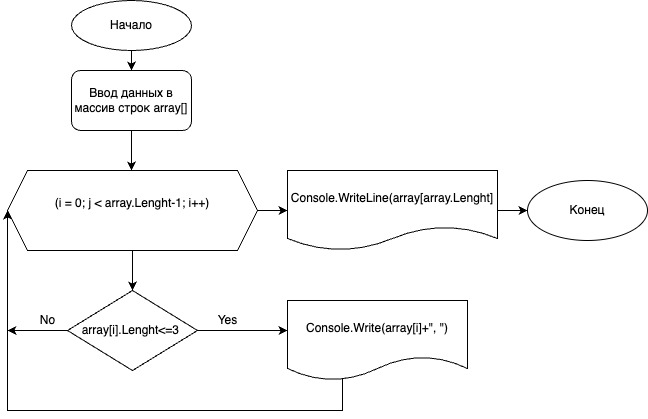 Начало
Ввод данных в
массив строк array[]
(i = 0; j < array.Lenght-1; i++)
Console.WriteLine(array[array.Lenght]
Конец
array[i].Lenght<=3
No
Yes
Console.Write(array[i]+", ")